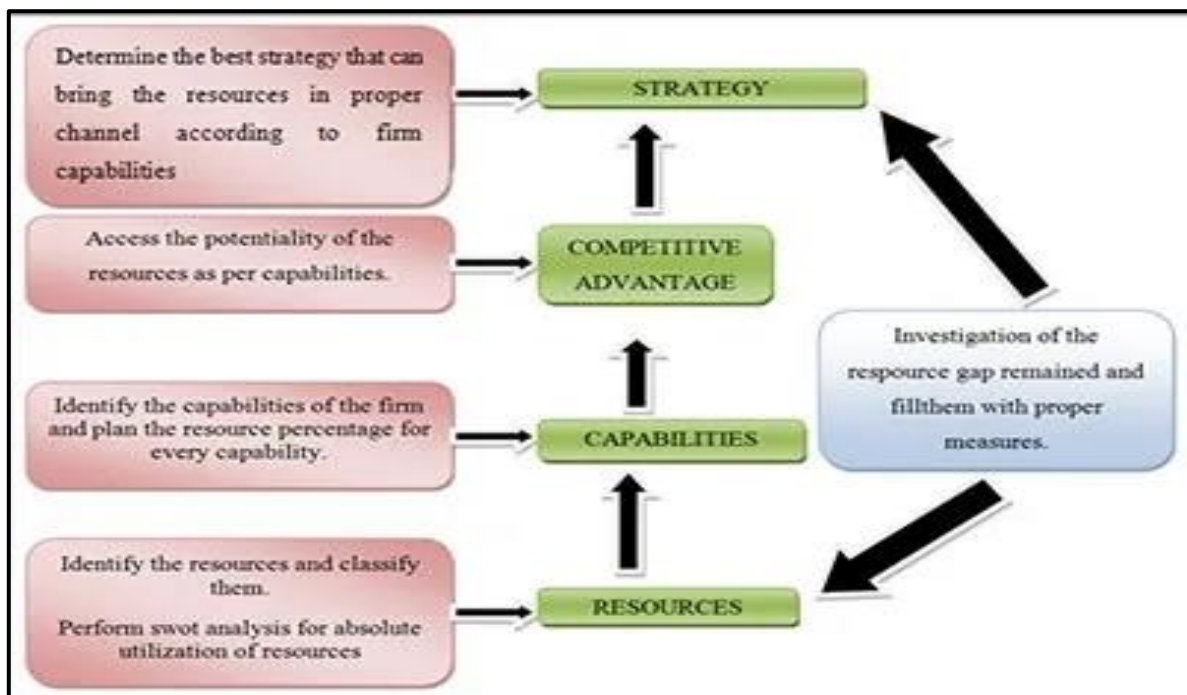 Determine the best strategy that can
bring the resources in proper
channel according to firm
capabilities
STRATEGY
Access the potentiality of the
resources as per capabilities.
COMPETITIVE
ADVANTAGE
Investigation of the
respource gap remained and
fillthem with proper
measures.
Identify the capabilities of the firm
and plan the resource percentage for
every capability.
CAPABILITIES
Identify the resources and classify
them.
Perform swot analysis for absolute
utilization of resources
RESOURCES